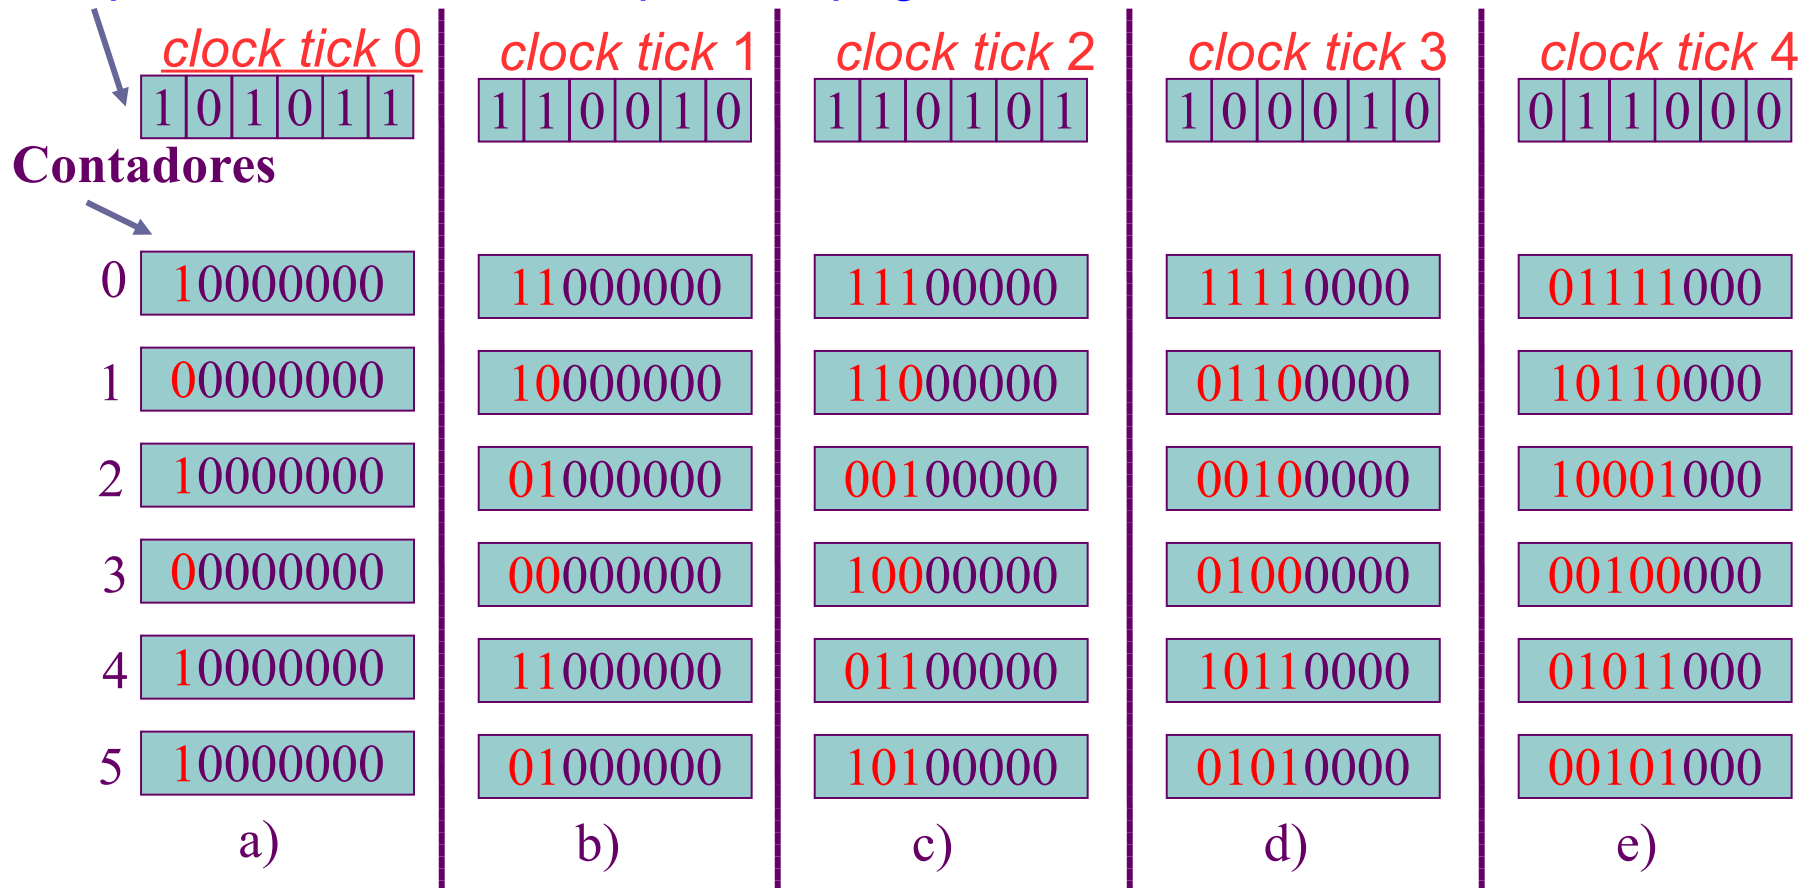 clock tick 0 clock tick 1 clock tick 2 clock tick 3 clock tick 4
1 0 1 0 1 1 1 1 0 0 1 0 1 1 0 1 0 1 1 0 0 0 1 0 0 1 1 0 0 0
Contadores
0 10000000 11000000 11100000 11110000 01111000
1 00000000 10000000 11000000 01100000 10110000
2 10000000 01000000 00100000 00100000 10001000
3 00000000 00000000 10000000 01000000 00100000
4 10000000 11000000 01100000 10110000 01011000
5 10000000 01000000 10100000 01010000 00101000
a) b) c) d) e)